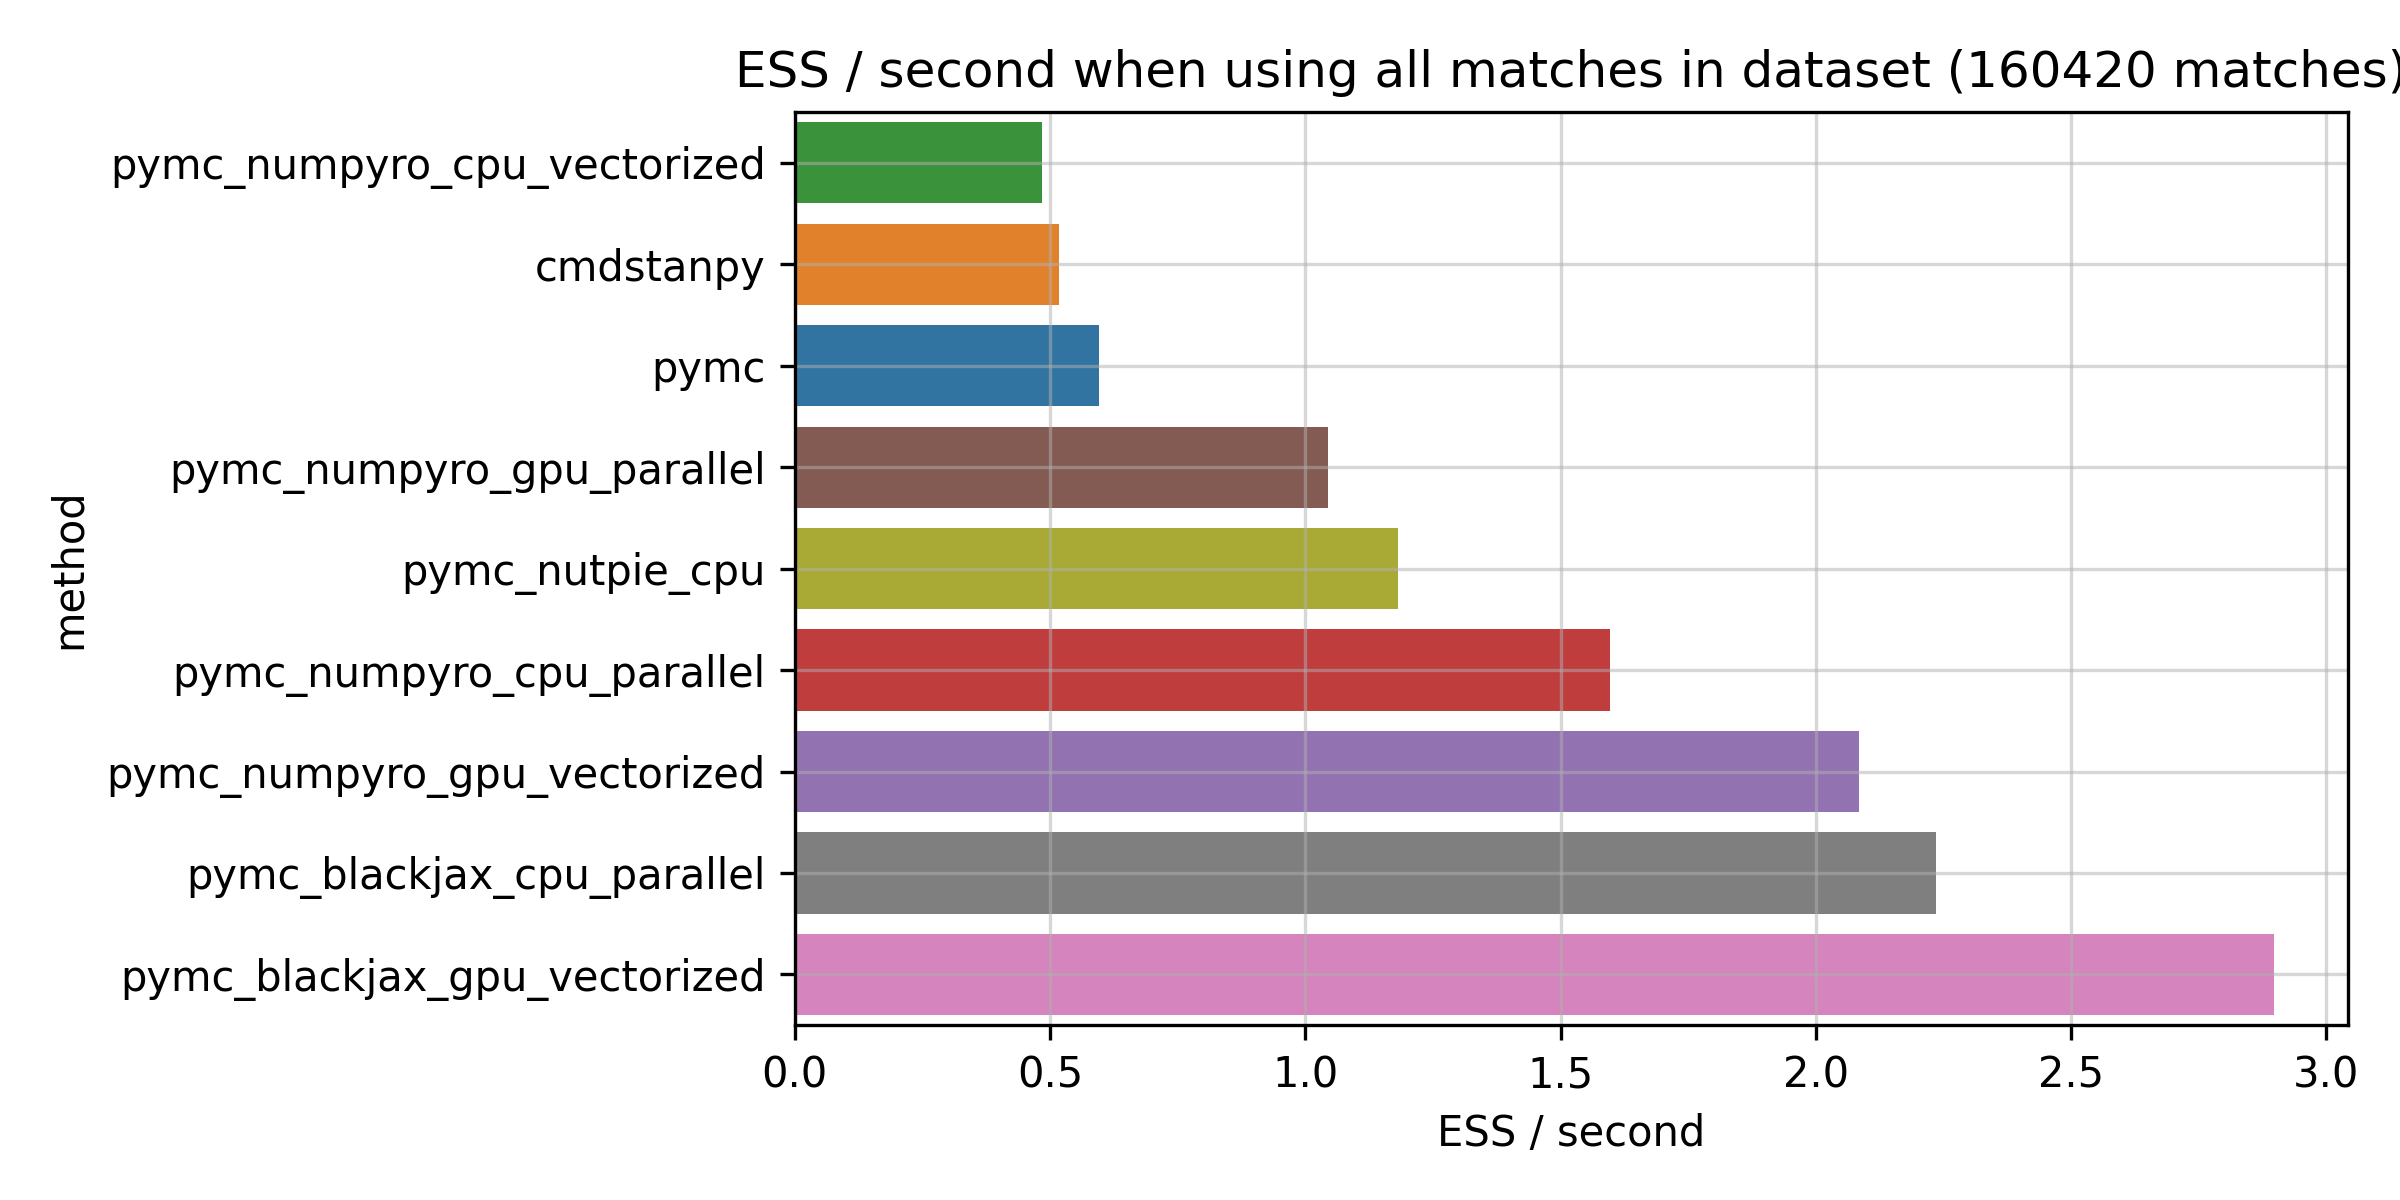 ESS / second when using all matches in dataset (160420 matches)
pymc_numpyro_cpu_vectorized
cmdstanpy
pymc
pymc_numpyro_gpu_parallel
pymc_nutpie_cpu
pymc_numpyro_cpu_parallel
pymc_numpyro_gpu_vectorized
pymc_blackjax_cpu_parallel
pymc_blackjax_gpu_vectorized
method
0.0 0.5 1.0 1.5 2.0 2.5 3.0
ESS / second